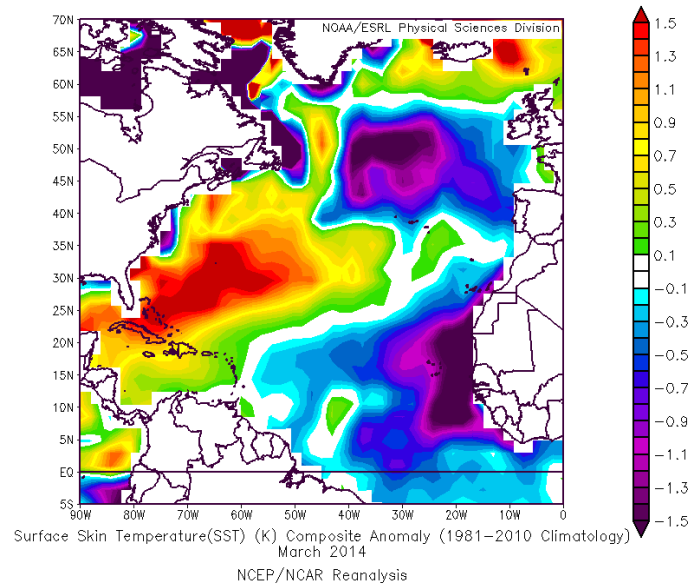 NOAA/ESRL Physical Sciences Division
70N
65N
60N
55N
50N
45N
40N
35N
30N
25N
20N
15N
10N
5N
EQ
5S
90W 80W 70W 60W 50W 40W 30W 20W 10W 0
1.5
1.3
1.1
0.9
0.7
0.5
0.3
0.1
-0.1
-0.3
-0.5
-0.7
-0.9
-1.1
-1.3
-1.5
Surface Skin Temperature(SST) (K) Composite Anomaly (1981-2010 Climatology)
March 2014
NCEP/NCAR Reanalysis